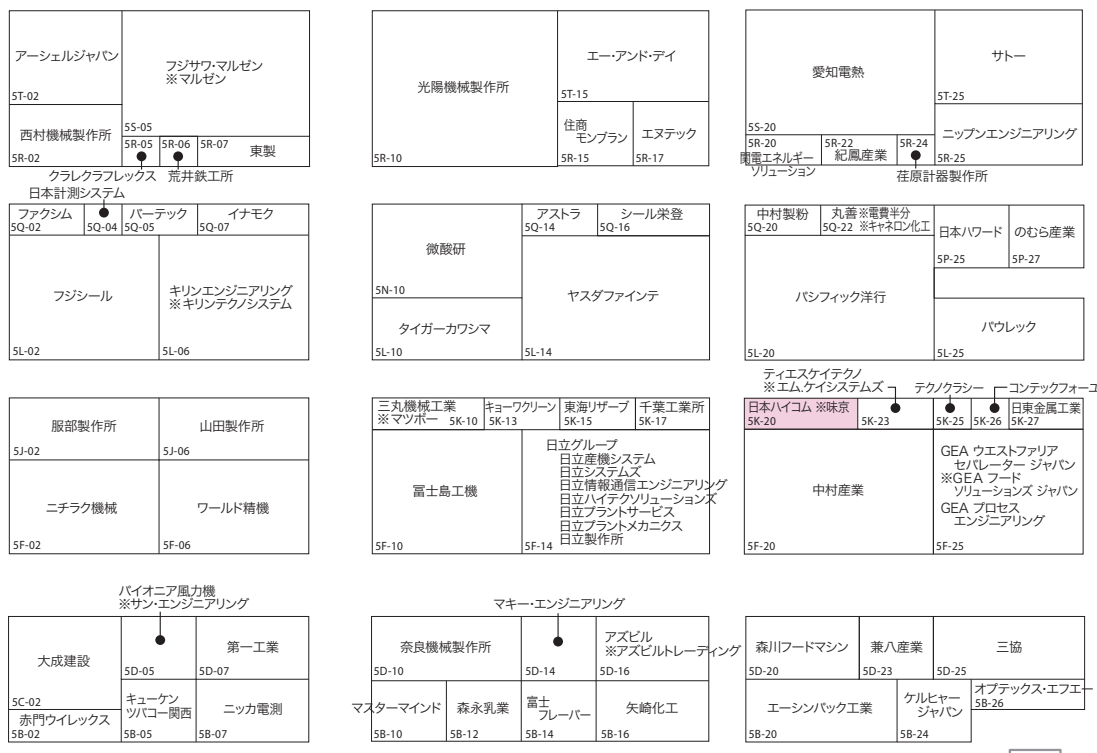 アーシェルジャパン
5T-02
フジサワ・マルゼン
※マルゼン
5S-05
西村機械製作所
5R-02
5R-05
5R-06
5R-07
東製
クラレクラフレックス
荒井鉄工所
光陽機械製作所
5R-10
エー・アンド・デイ
5T-15
住商
モンブラン
5R-15
エヌテック
5R-17
愛知電熱
5S-20
サトー
5T-25
5R-20
関電エネルギー
ソリューション
5R-22
紀鳳産業
5R-24
荏原計器製作所
ニップンエンジニアリング
5R-25
日本計測システム
ファクシム
5Q-02
5Q-04
バーテック
5Q-05
イナモク
5Q-07
フジシール
5L-02
キリンエンジニアリング
※キリンテクノシステム
5L-06
微酸研
5N-10
アストラ
5Q-14
シール栄登
5Q-16
タイガーカワシマ
5L-10
ヤスダファインテ
5L-14
中村製粉
5Q-20
丸善※電費半分
※キャネロン化工
5Q-22
日本ハワード
5P-25
のむら産業
5P-27
パシフィック洋行
5L-20
パウレック
5L-25
服部製作所
5J-02
山田製作所
5J-06
ニチラク機械
5F-02
ワールド精機
5F-06
三丸機械工業
※マツボー 5K-10
キョーワクリーン
5K-13
東海リザーブ
5K-15
千葉工業所
5K-17
冨士島工機
5F-10
日立グループ
日立産機システム
日立システムズ
日立情報通信エンジニアリング
日立ハイテクソリューションズ
日立プラントサービス
日立プラントメカニクス
日立製作所
5F-14
ティエスケイテクノ
※エム.ケイシステムズ
テクノクラシー
コンテックフォーユー
日本ハイコム ※味京
5K-20
5K-23
5K-25
5K-26
日東金属工業
5K-27
中村産業
5F-20
GEA ウエストファリア
セパレーター ジャパン
※GEA フード
ソリューションズ ジャパン
GEA プロセス
エンジニアリング
5F-25
パイオニア風力機
※サン・エンジニアリング
大成建設
5C-02
5D-05
第一工業
5D-07
赤門ウイレックス
5B-02
キューケン
ツバコー関西
5B-05
ニッカ電測
5B-07
マキー・エンジニアリング
奈良機械製作所
5D-10
5D-14
アズビル
※アズビルトレーディング
5D-16
マスターマインド
5B-10
森永乳業
5B-12
富士
フレーバー
5B-14
矢崎化工
5B-16
森川フードマシン
5D-20
兼八産業
5D-23
三協
5D-25
エーシンパック工業
5B-20
ケルヒャー
ジャパン
5B-24
オプテックス・エフエー
5B-26